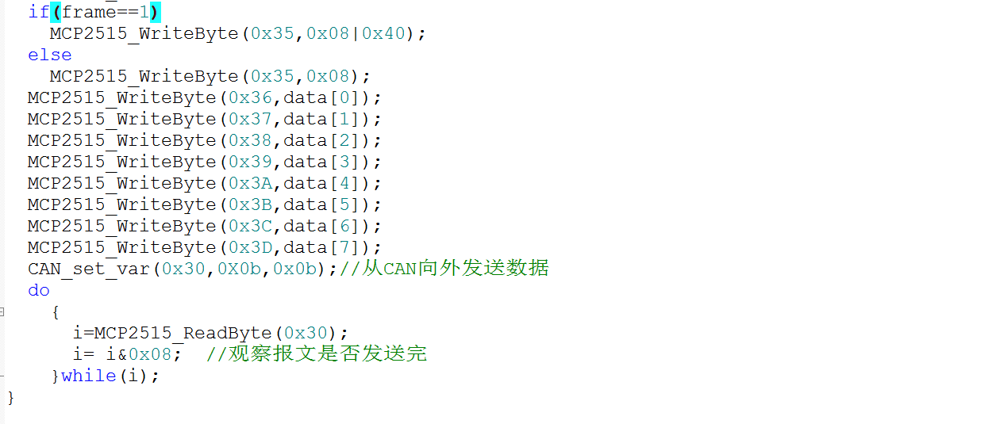 if(frame==1)
MCP2515_WriteByte(0x35,0x08|0x40);
else
MCP2515_WriteByte(0x35,0x08);
MCP2515_WriteByte(0x36,data[0]);
MCP2515_WriteByte(0x37,data[1]);
MCP2515_WriteByte(0x38,data[2]);
MCP2515_WriteByte(0x39,data[3]);
MCP2515_WriteByte(0x3A,data[4]);
MCP2515_WriteByte(0x3B,data[5]);
MCP2515_WriteByte(0x3C,data[6]);
MCP2515_WriteByte(0x3D,data[7]);
CAN_set_var(0x30,0X0b,0x0b);//从CAN向外发送数据
do
{
i=MCP2515_ReadByte(0x30);
i= i&0x08;  //观察报文是否发送完
}while(i);
}